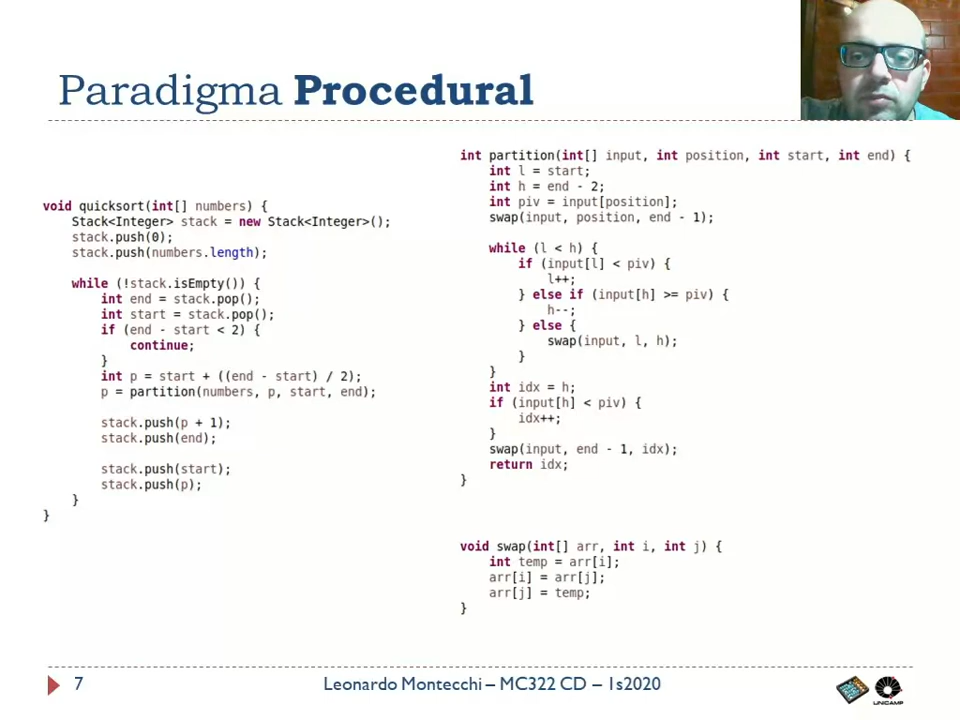 Paradigma Procedural
void quicksort(int[] numbers) {
Stack<Integer> stack = new Stack<Integer>();
stack.push(0);
stack.push(numbers.length);
while (!stack.isEmpty()) {
int end = stack.pop();
int start = stack.pop();
if (end - start < 2) {
continue;
}
int p = start + ((end - start) / 2);
p = partition(numbers, p, start, end);
stack.push(p + 1);
stack.push(end);
stack.push(start);
stack.push(p);
}
}
int partition(int[] input, int position, int start, int end) {
int l = start;
int h = end - 2;
int piv = input[position];
swap(input, position, end - 1);
while (l < h) {
if (input[l] < piv) {
l++;
} else if (input[h] >= piv) {
h--;
} else {
swap(input, l, h);
}
}
int idx = h;
if (input[h] < piv) {
idx++;
}
swap(input, end - 1, idx);
return idx;
}
void swap(int[] arr, int i, int j) {
int temp = arr[i];
arr[i] = arr[j];
arr[j] = temp;
}
7
Leonardo Montecchi – MC322 CD – 1s2020
UNICAMP